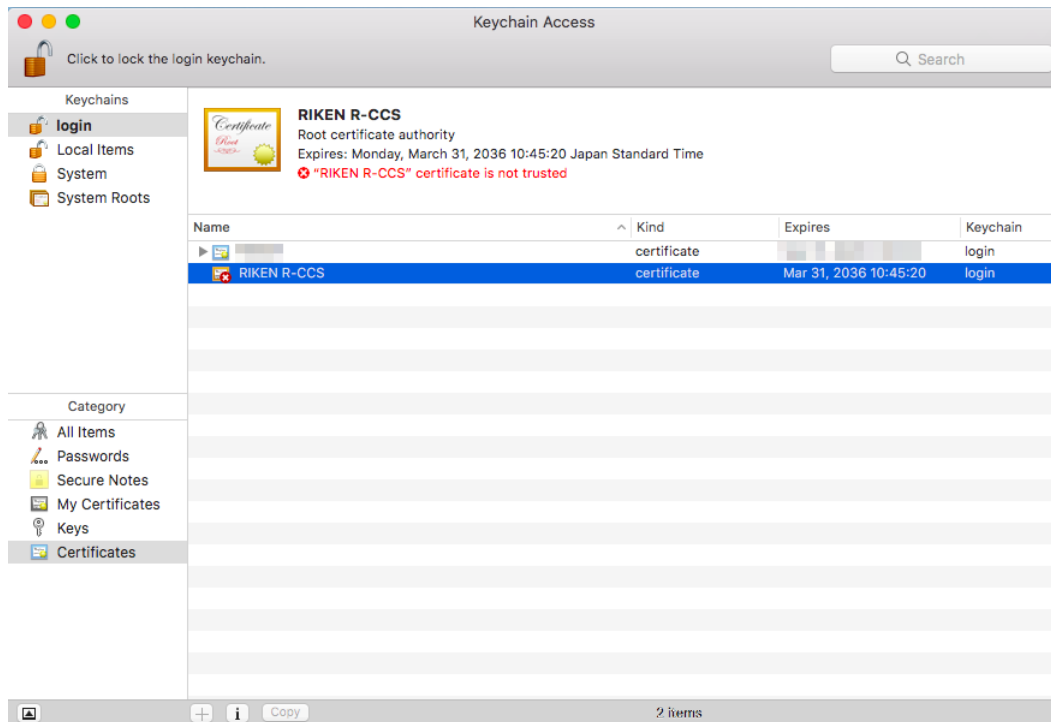 Keychain Access
Click to lock the login keychain.
Search
Keychains
login
Local Items
System
System Roots
Certificate
Root
RIKEN R-CCS
Root certificate authority
Expires: Monday, March 31, 2036 10:45:20 Japan Standard Time
“RIKEN R-CCS” certificate is not trusted
Name Kind Expires Keychain
certificate login
RIKEN R-CCS certificate Mar 31, 2036 10:45:20 login
Category
All Items
Passwords
Secure Notes
My Certificates
Keys
Certificates
i Copy 2 items